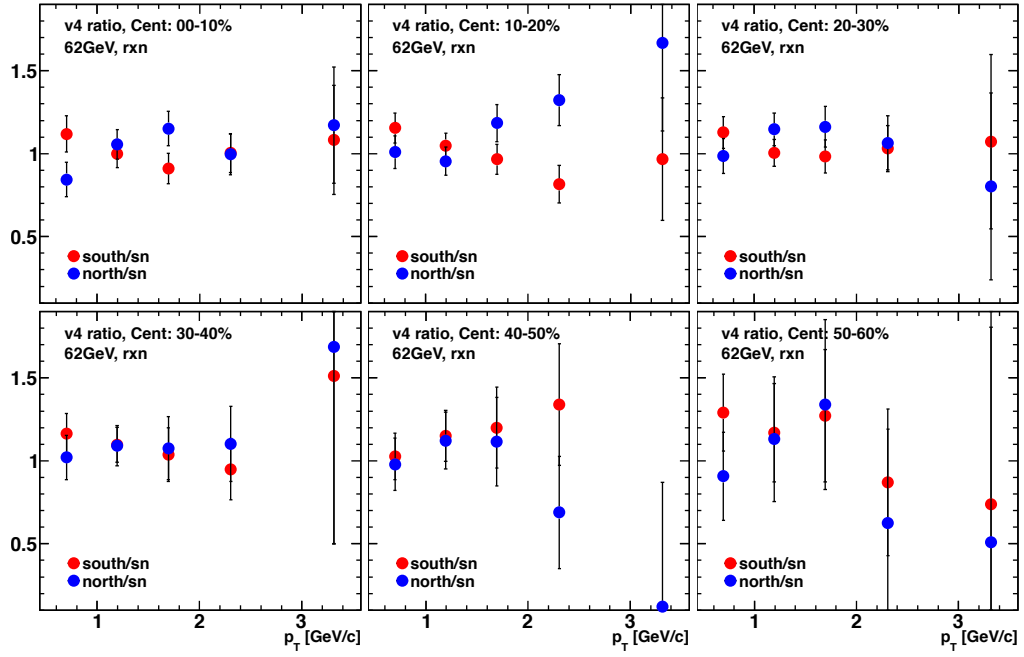 v4 ratio, Cent: 00-10%
62GeV, rxn
1.5
1
0.5
south/sn
north/sn
v4 ratio, Cent: 10-20%
62GeV, rxn
south/sn
north/sn
v4 ratio, Cent: 20-30%
62GeV, rxn
south/sn
north/sn
v4 ratio, Cent: 30-40%
62GeV, rxn
1.5
1
0.5
south/sn
north/sn
1 2 3
p_T [GeV/c]
v4 ratio, Cent: 40-50%
62GeV, rxn
south/sn
north/sn
1 2 3
p_T [GeV/c]
v4 ratio, Cent: 50-60%
62GeV, rxn
south/sn
north/sn
1 2 3
p_T [GeV/c]